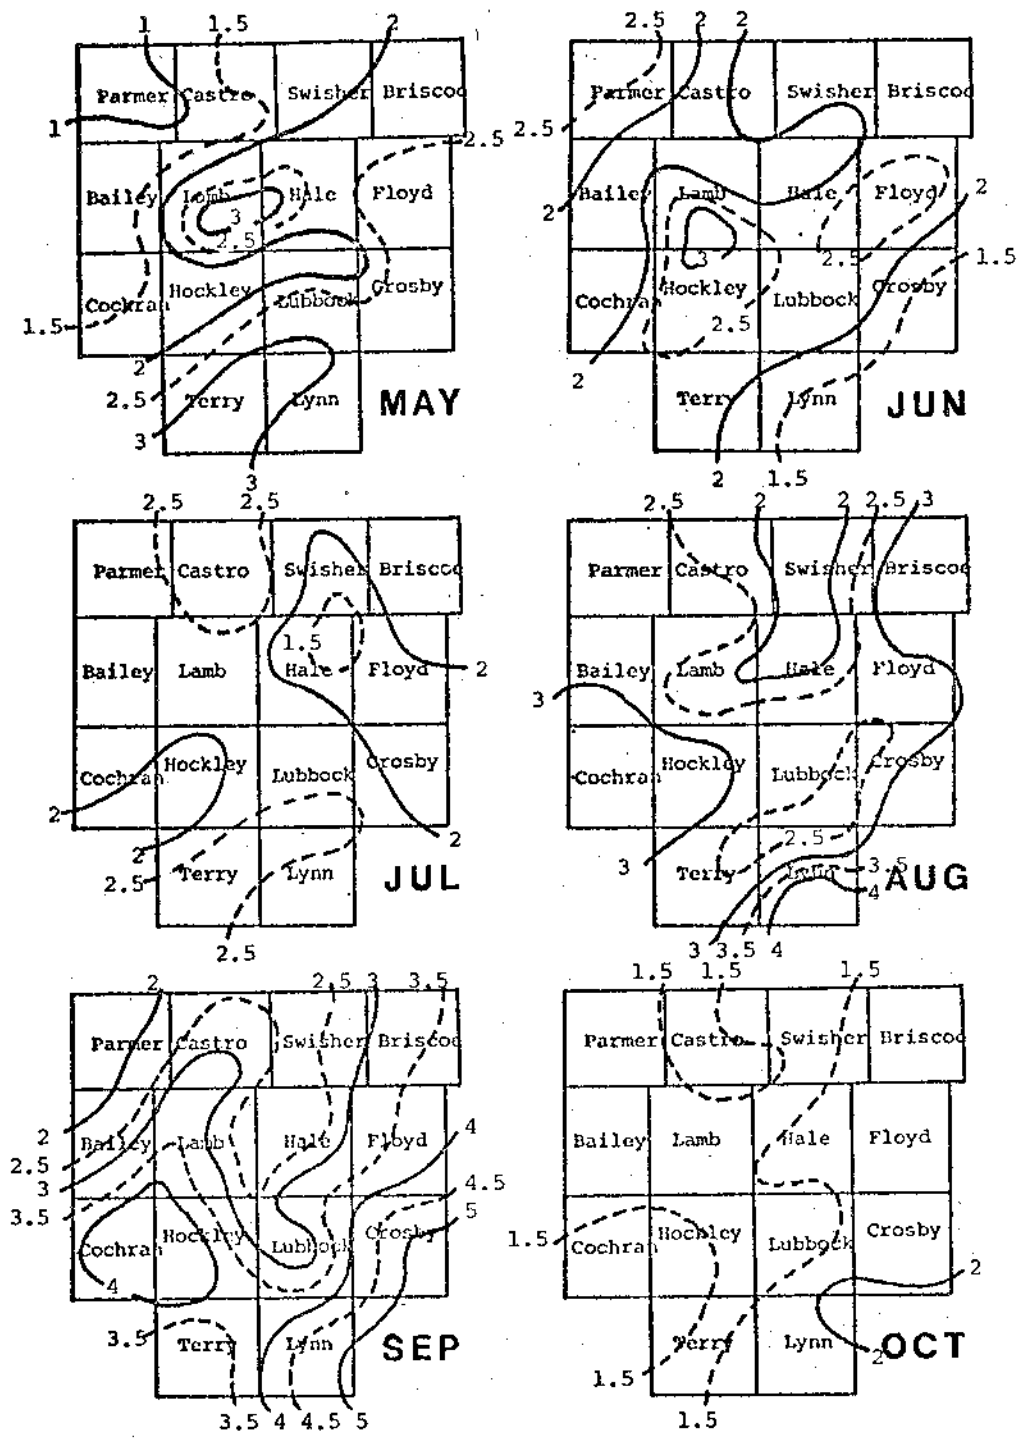 1 1.5 2
Parmer Castro Swisher Briscoe
1
2.5
Bailey Lamb Hale Floyd
3
2.5
Hockley
Cochran Lubbock Crosby
1.5
2
2.5 Terry Lynn MAY
3
3
2.5 2 2
Parmer Castro Swisher Briscoe
2.5
Bailey Lamb Hale Floyd 2
2
3 2.5 1.5
Cochran Hockley Lubbock Crosby
2.5
2
Terry Lynn JUN
2 1.5
2.5 2.5
Parmer Castro Swisher Briscoe
1.5
Bailey Lamb Hale Floyd 2
Cochran Hockley Lubbock Crosby
2
2 2
2.5 Terry Lynn JUL
2.5
2.5 2 2 2.5 3
Parmer Castro Swisher Briscoe
Bailey Lamb Hale Floyd
3
Cochran Hockley Lubbock Crosby
2.5
3 Terry Lynn 3.5 AUG
4
3 3.5 4
2 2.5 3 3.5
Parmer Castro Swisher Briscoe
2 Bailey Lamb Hale Floyd 4
2.5
3 4.5
3.5 5
Cochran Hockley Lubbock Crosby
4
3.5 Terry Lynn SEP
3.5 4 4.5 5
1.5 1.5 1.5
Parmer Castro Swisher Briscoe
Bailey Lamb Hale Floyd
1.5 Cochran Hockley Lubbock Crosby
2
Terry Lynn 2 OCT
1.5
1.5